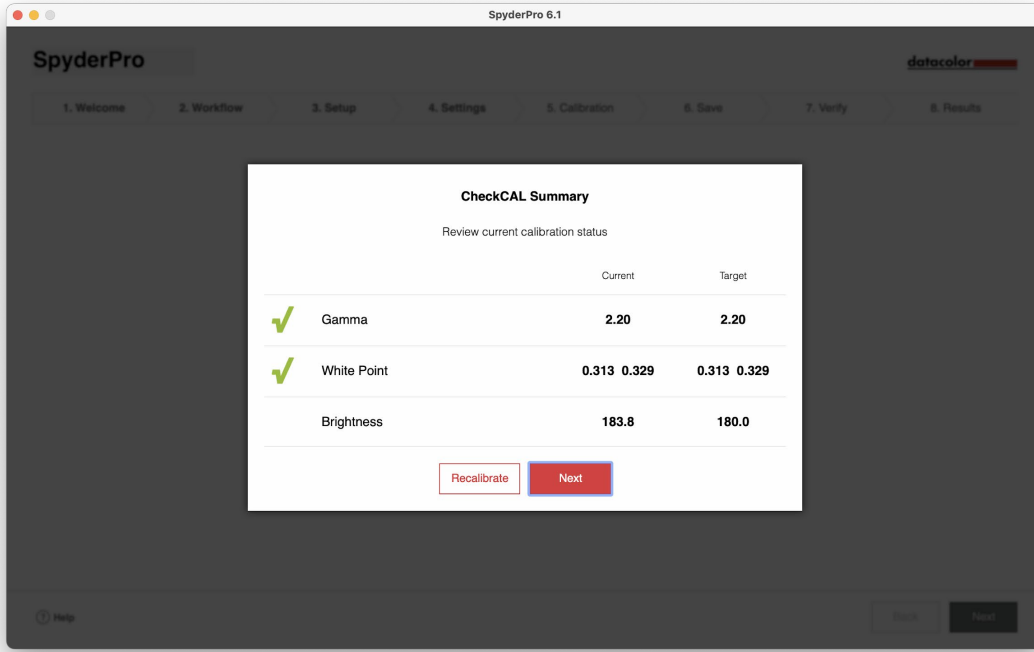 SpyderPro 6.1
SpyderPro
datacolor
1. Welcome 2. Workflow 3. Setup 4. Settings 5. Calibration 6. Save 7. Verify 8. Results
CheckCAL Summary
Review current calibration status
Current Target
Gamma 2.20 2.20
White Point 0.313 0.329 0.313 0.329
Brightness 183.8 180.0
Recalibrate Next
? Help Back Next